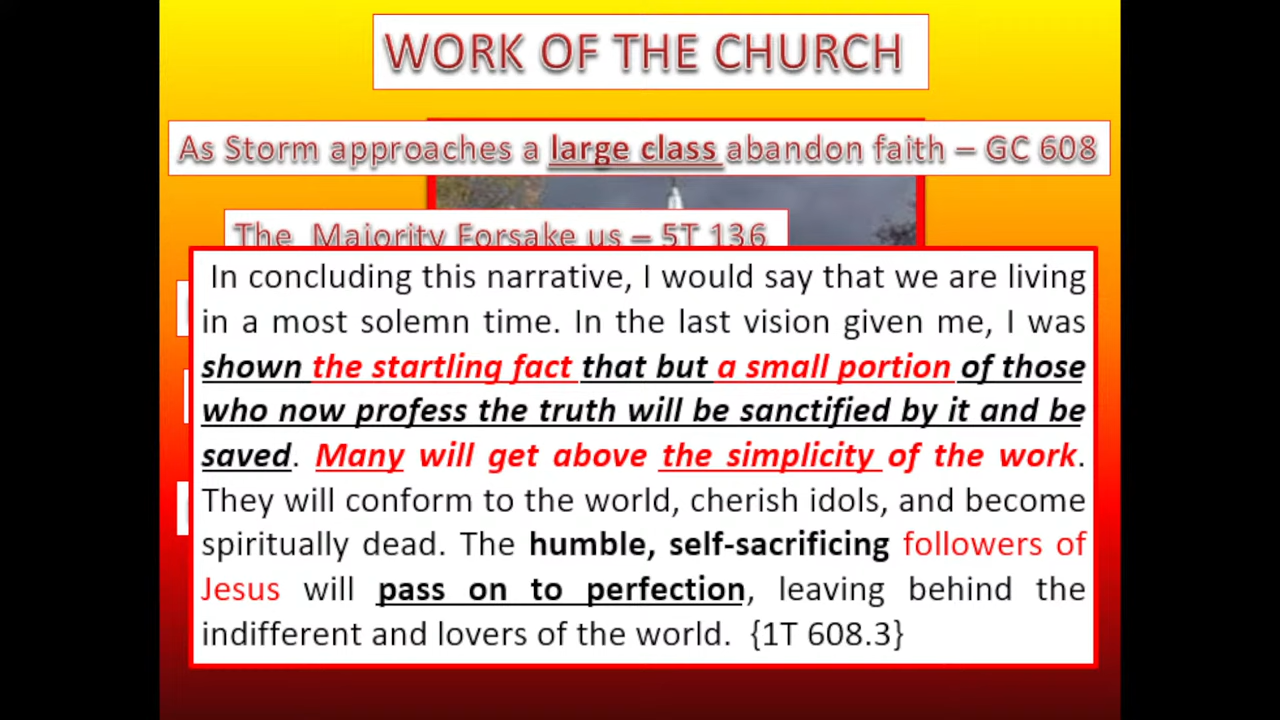 WORK OF THE CHURCH
As Storm approaches a large class abandon faith – GC 608
The Majority Forsake us – 5T 136
In concluding this narrative, I would say that we are living
in a most solemn time. In the last vision given me, I was
shown the startling fact that but a small portion of those
who now profess the truth will be sanctified by it and be
saved. Many will get above the simplicity of the work.
They will conform to the world, cherish idols, and become
spiritually dead. The humble, self-sacrificing followers of
Jesus will pass on to perfection, leaving behind the
indifferent and lovers of the world. {1T 608.3}